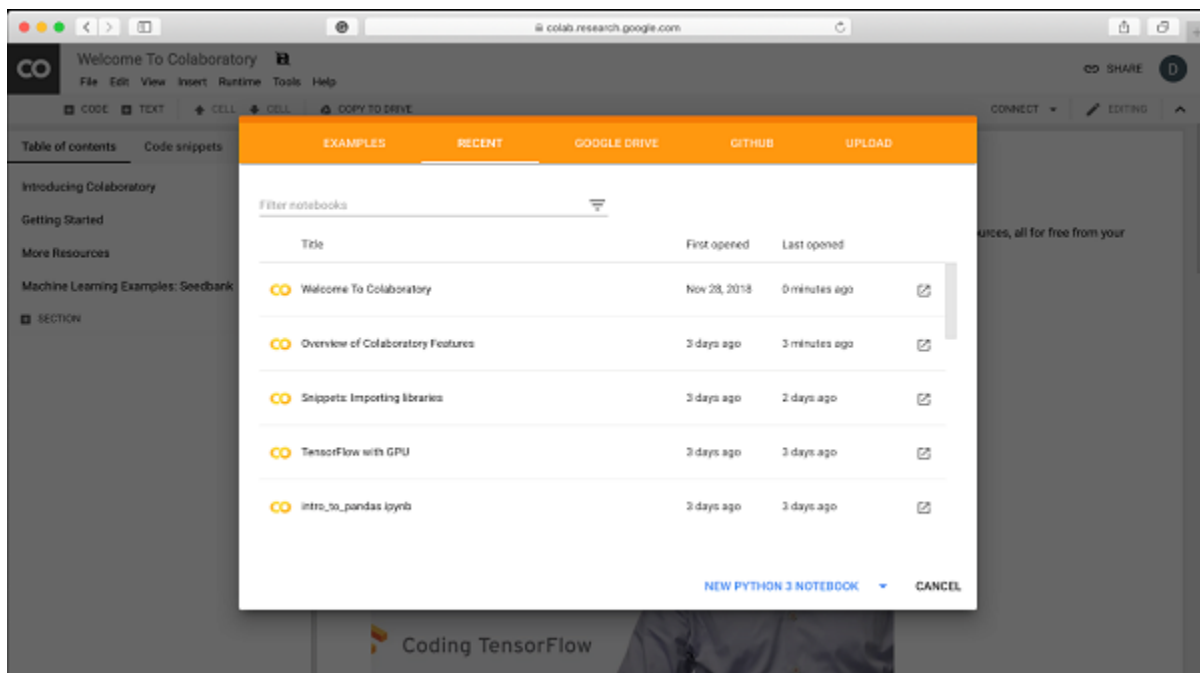 colab.research.google.com
CO
Welcome To Colaboratory
File Edit View Insert Runtime Tools Help
SHARE
D
CODE TEXT CELL CELL COPY TO DRIVE
CONNECT EDITING
Table of contents Code snippets
Introducing Colaboratory
Getting Started
More Resources
Machine Learning Examples: Seedbank
SECTION
EXAMPLES RECENT GOOGLE DRIVE GITHUB UPLOAD
Filter notebooks
Title First opened Last opened
CO Welcome To Colaboratory Nov 28, 2018 0 minutes ago
CO Overview of Colaboratory Features 3 days ago 3 minutes ago
CO Snippets: Importing libraries 3 days ago 2 days ago
CO TensorFlow with GPU 3 days ago 3 days ago
CO intro_to_pandas.ipynb 3 days ago 3 days ago
NEW PYTHON 3 NOTEBOOK CANCEL
urces, all for free from your
Coding TensorFlow